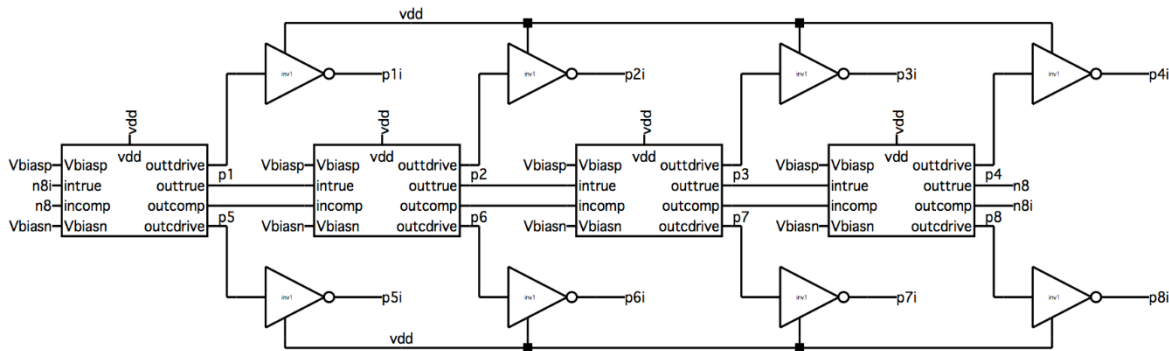 vdd
inv1 inv1 inv1 inv1
p1i p2i p3i p4i
vdd vdd vdd vdd
vdd vdd vdd vdd
Vbiasp Vbiasp outtdrive Vbiasp Vbiasp outtdrive Vbiasp Vbiasp outtdrive Vbiasp Vbiasp outtdrive
p1 p2 p3 p4
n8i intrue outtrue intrue outtrue intrue outtrue intrue outtrue n8
n8 incomp outcomp incomp outcomp incomp outcomp incomp outcomp n8i
p5 p6 p7 p8
Vbiasn Vbiasn outcdrive Vbiasn Vbiasn outcdrive Vbiasn Vbiasn outcdrive Vbiasn Vbiasn outcdrive
inv1 inv1 inv1 inv1
p5i p6i p7i p8i
vdd